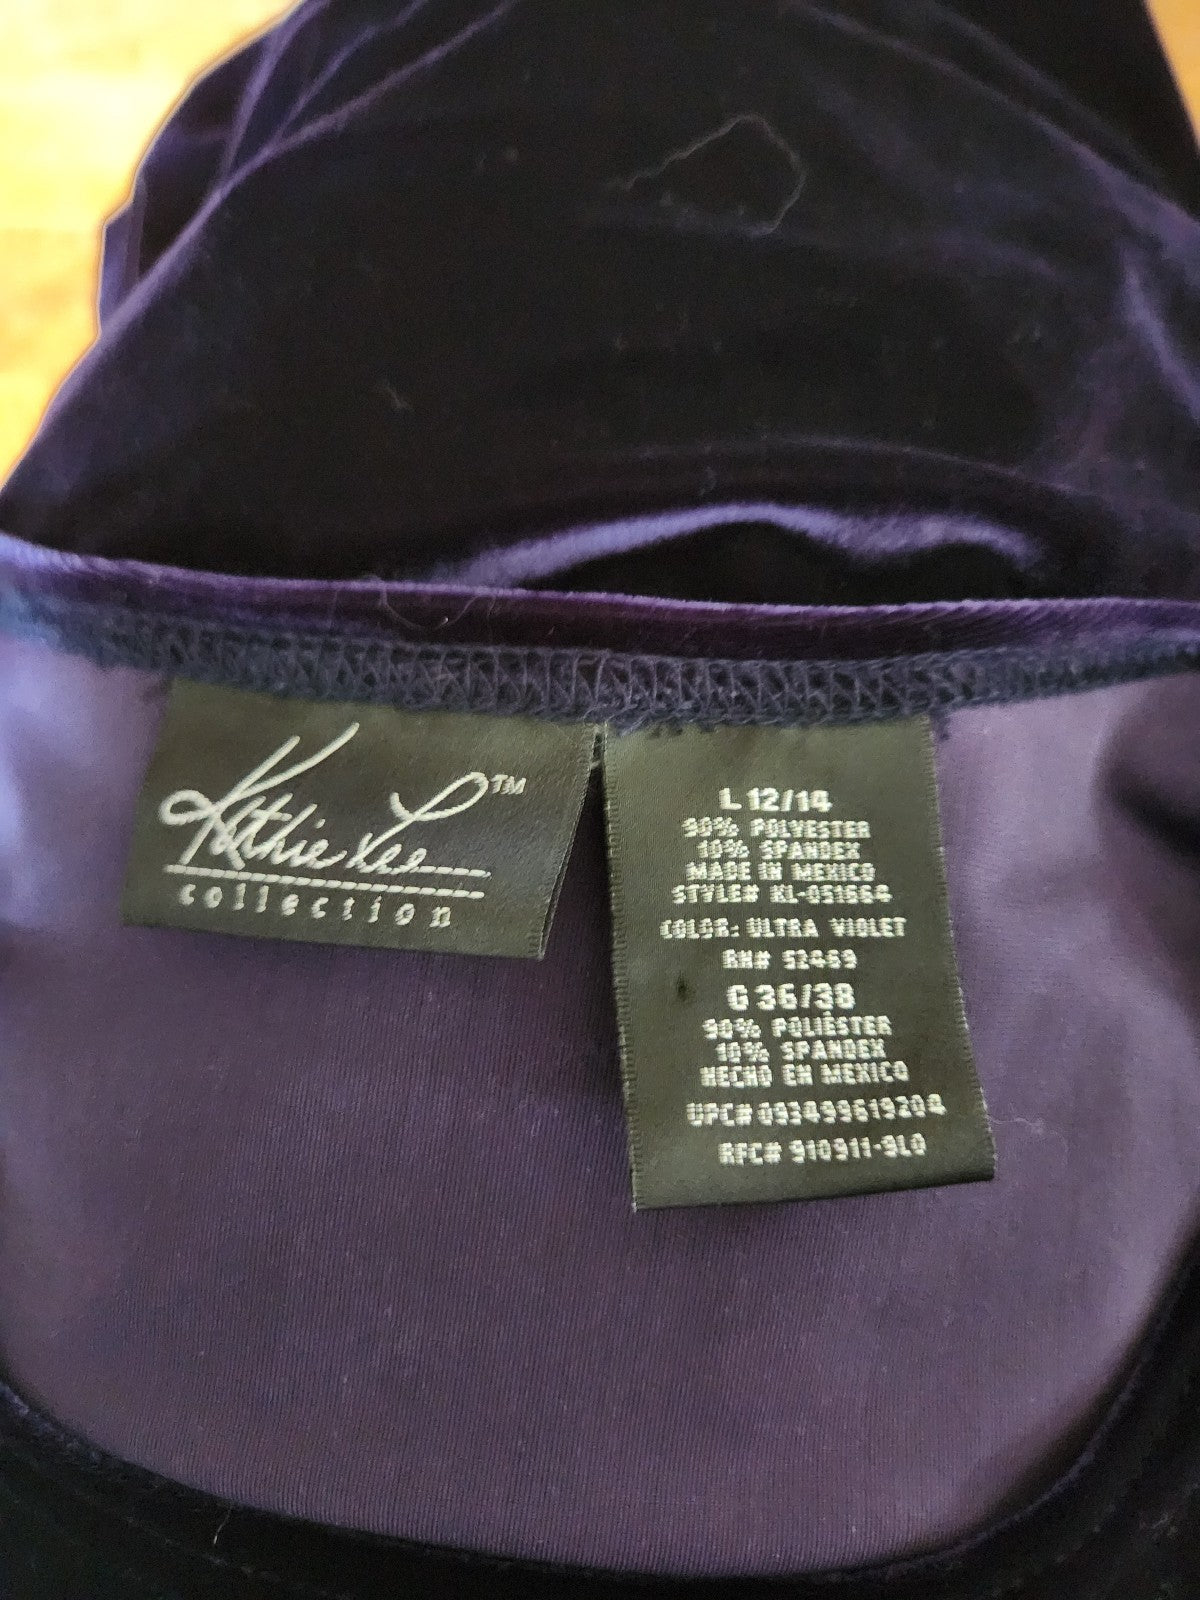 Kathie Lee™
collection
L 12/14
90% POLYESTER
10% SPANDEX
MADE IN MEXICO
STYLE# KL-051664
COLOR: ULTRA VIOLET
RN# 52469
G 36/38
90% POLIÉSTER
10% SPANDEX
HECHO EN MEXICO
UPC# 093499619204
RFC# 910911-9L0